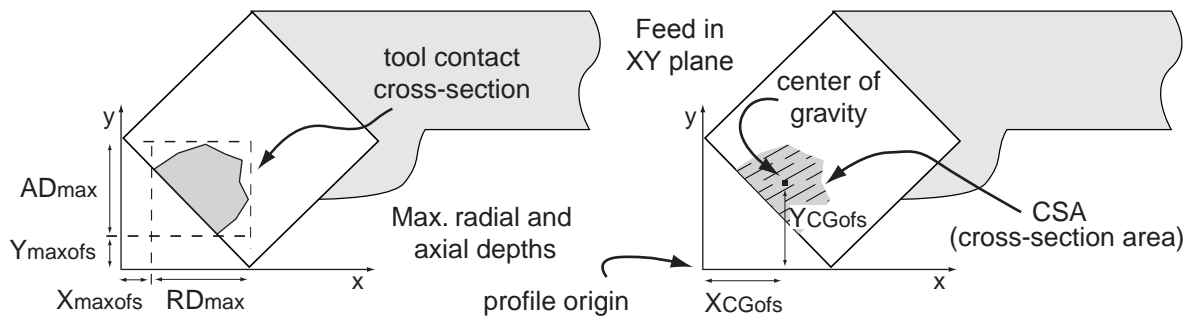 tool contact
cross-section
y
ADmax
Ymaxofs
Xmaxofs
RDmax
x
Max. radial and
axial depths
Feed in
XY plane
center of
gravity
y
YCGofs
CSA
(cross-section area)
profile origin
XCGofs
x